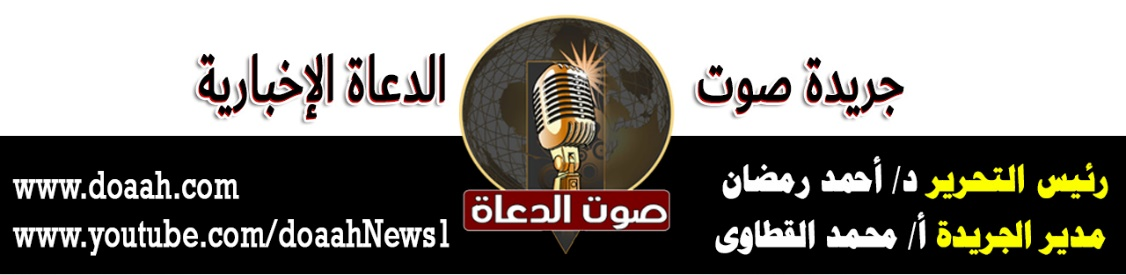 جريدة صوت الدعاة الإخبارية
صوت الدعاة
رئيس التحرير د/ أحمد رمضان
مدير الجريدة أ/ محمد القطاوى
www.doaah.com
www.youtube.com/doaahNews1